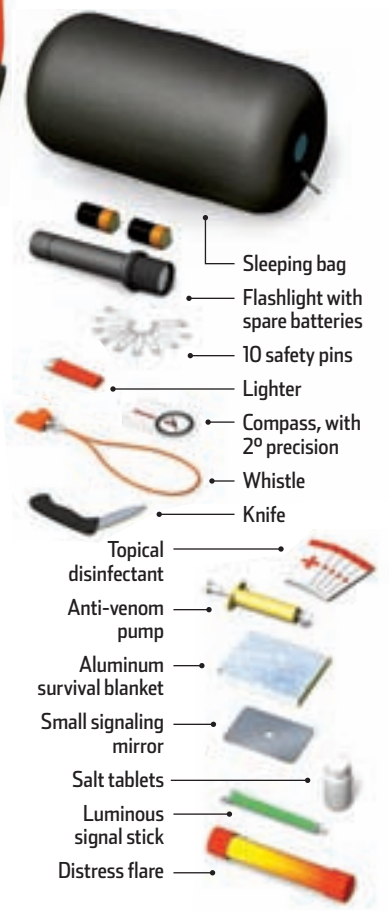 Sleeping bag
Flashlight with
spare batteries
10 safety pins
Lighter
Compass, with
2º precision
Whistle
Knife
Topical
disinfectant
Anti-venom
pump
Aluminum
survival blanket
Small signaling
mirror
Salt tablets
Luminous
signal stick
Distress flare